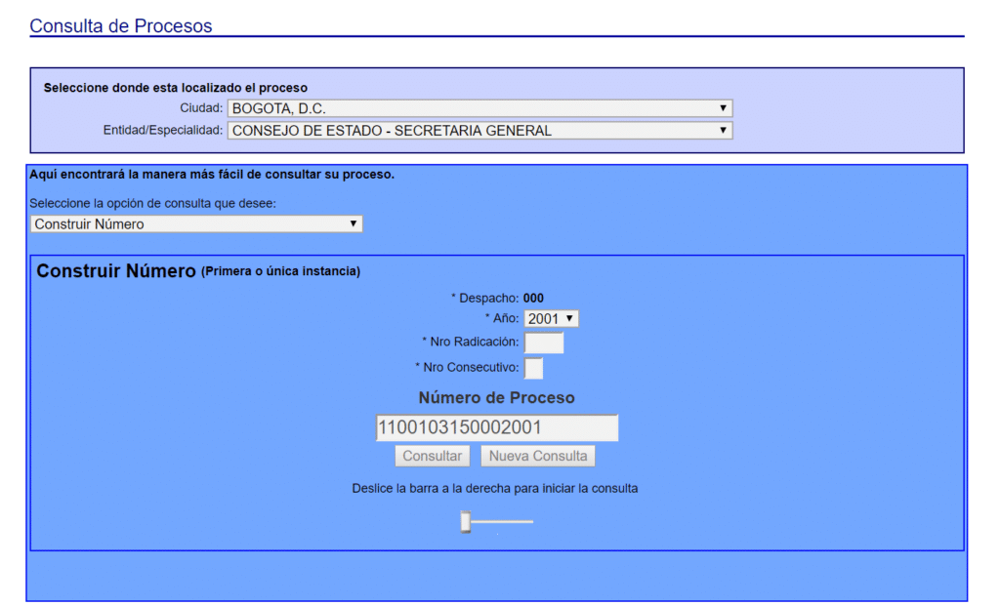 Consulta de Procesos
Seleccione donde esta localizado el proceso
Ciudad: BOGOTA, D.C.
Entidad/Especialidad: CONSEJO DE ESTADO - SECRETARIA GENERAL
Aquí encontrará la manera más fácil de consultar su proceso.
Seleccione la opción de consulta que desee:
Construir Número
Construir Número (Primera o única instancia)
* Despacho: 000
* Año: 2001
* Nro Radicación:
* Nro Consecutivo:
Número de Proceso
1100103150002001
Consultar Nueva Consulta
Deslice la barra a la derecha para iniciar la consulta